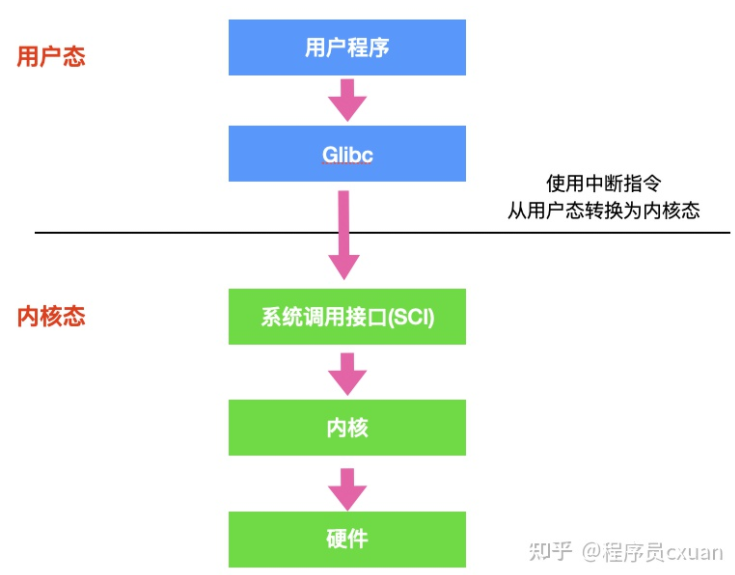 用户态
用户程序
Glibc
使用中断指令
从用户态转换为内核态
内核态
系统调用接口(SCI)
内核
硬件
知乎 @程序员cxuan